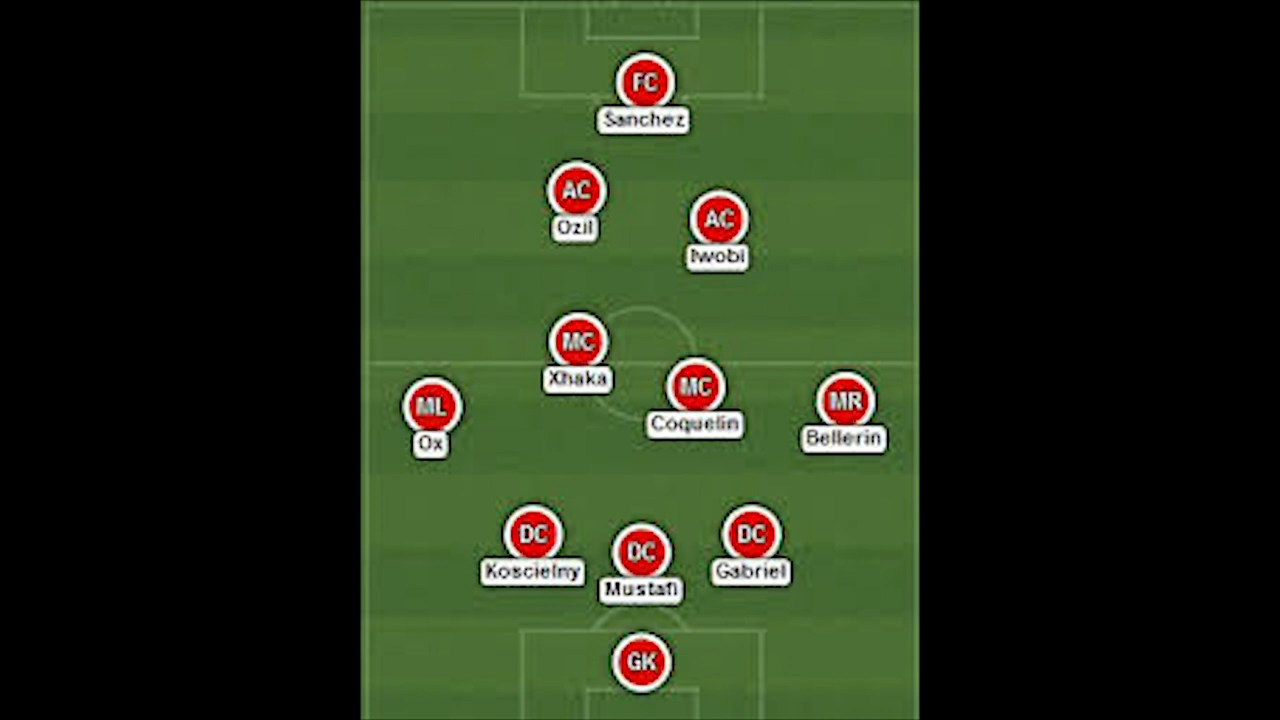 FC
Sanchez
AC
Ozil
AC
Iwobi
MC
Xhaka
MC
Coquelin
ML
Ox
MR
Bellerin
DC
Koscielny
DC
Mustafi
DC
Gabriel
GK